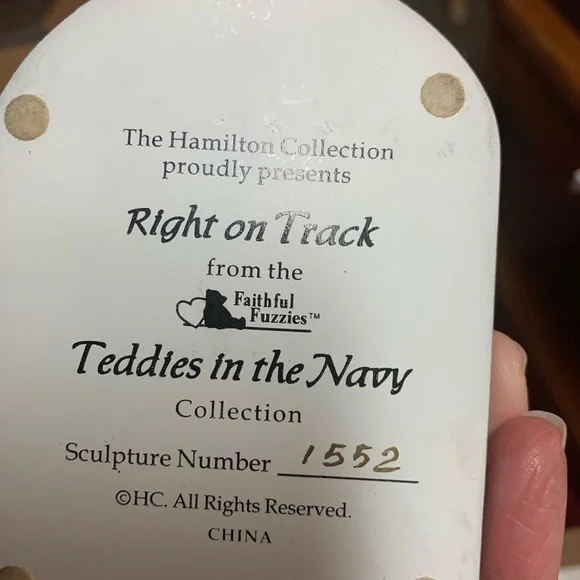 The Hamilton Collection
proudly presents
Right on Track
from the
Faithful
Fuzzies™
Teddies in the Navy
Collection
Sculpture Number 1552
©HC. All Rights Reserved.
CHINA